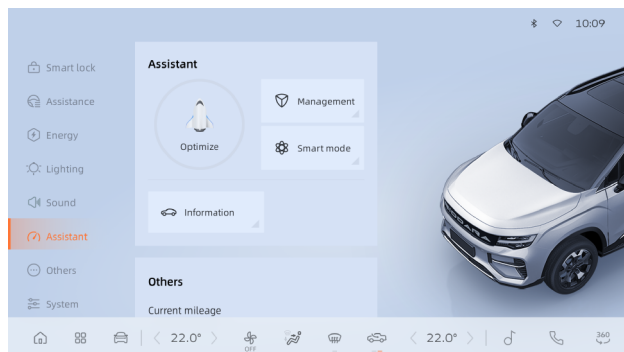 10:09
Smart lock
Assistance
Energy
Lighting
Sound
Assistant
Others
System
Assistant
Optimize
Management
Smart mode
Information
Others
Current mileage
22.0°
OFF
22.0°
360